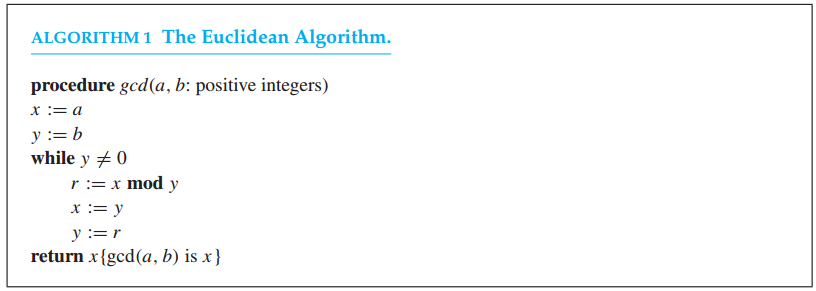 ALGORITHM 1 The Euclidean Algorithm.
procedure gcd(a, b: positive integers)
x := a
y := b
while y ≠ 0
r := x mod y
x := y
y := r
return x{gcd(a, b) is x}